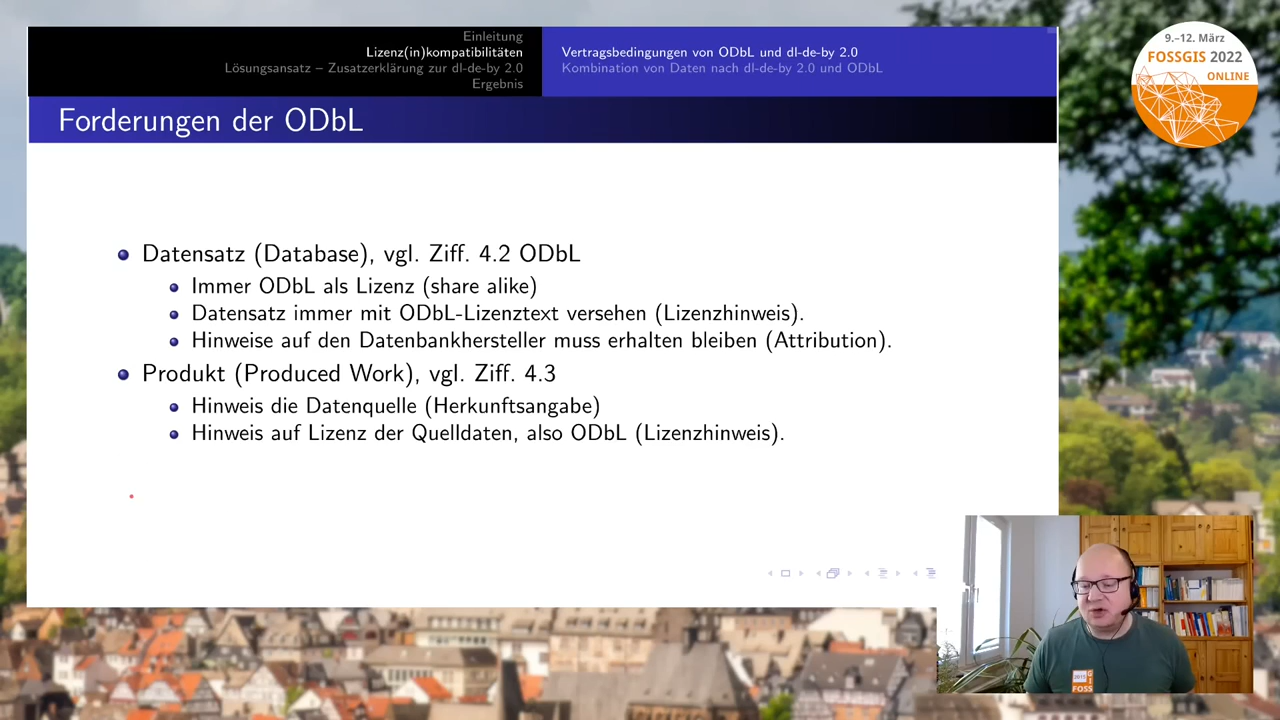 Einleitung
Lizenz(in)kompatibilitäten
Lösungsansatz – Zusatzerklärung zur dl-de-by 2.0
Ergebnis
Vertragsbedingungen von ODbL und dl-de-by 2.0
Kombination von Daten nach dl-de-by 2.0 und ODbL
Forderungen der ODbL
Datensatz (Database), vgl. Ziff. 4.2 ODbL
Immer ODbL als Lizenz (share alike)
Datensatz immer mit ODbL-Lizenztext versehen (Lizenzhinweis).
Hinweise auf den Datenbankhersteller muss erhalten bleiben (Attribution).
Produkt (Produced Work), vgl. Ziff. 4.3
Hinweis die Datenquelle (Herkunftsangabe)
Hinweis auf Lizenz der Quelldaten, also ODbL (Lizenzhinweis).
9.–12. März
FOSSGIS 2022
ONLINE
FOSS